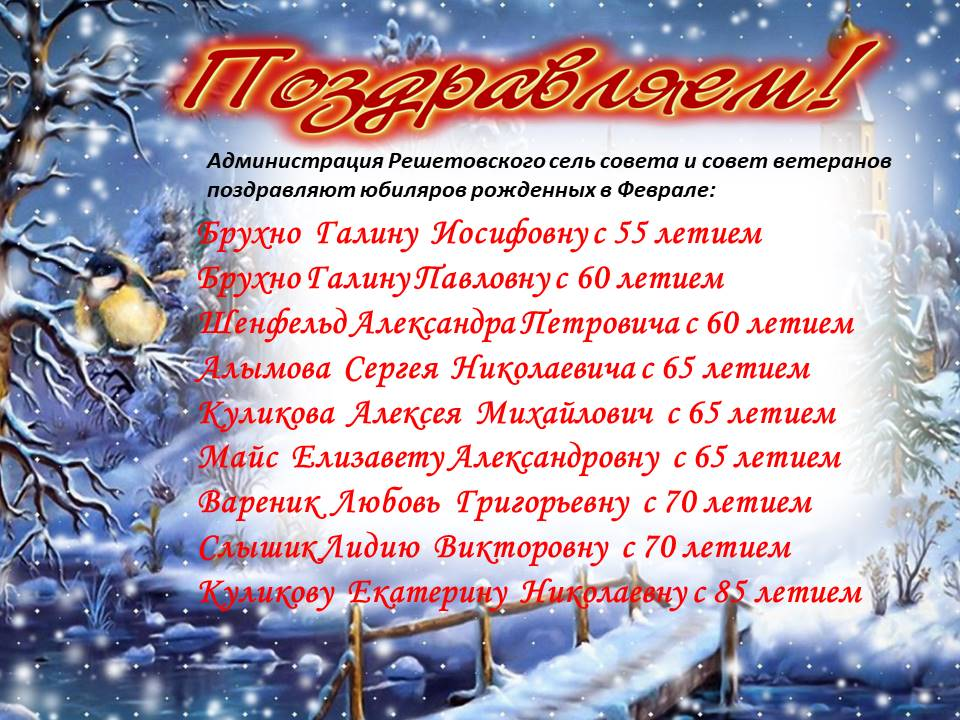 Поздравляем!
Администрация Решетовского сель совета и совет ветеранов
поздравляют юбиляров рожденных в Феврале:
Брухно Галину Иосифовну с 55 летием
Брухно Галину Павловну с 60 летием
Шенфельд Александра Петровича с 60 летием
Алымова Сергея Николаевича с 65 летием
Куликова Алексея Михайлович с 65 летием
Майс Елизавету Александровну с 65 летием
Вареник Любовь Григорьевну с 70 летием
Слышик Лидию Викторовну с 70 летием
Куликову Екатерину Николаевну с 85 летием